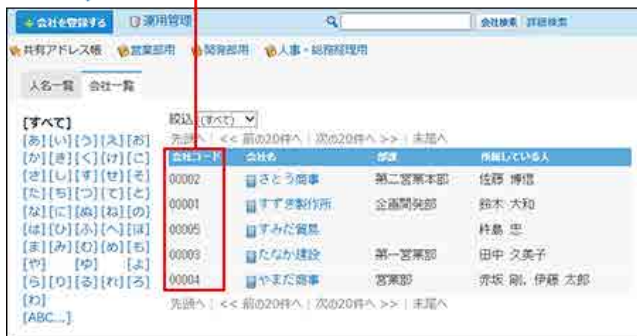 会社を登録する 運用管理 会社検索 詳細検索
共有アドレス帳 営業部用 開発部用 人事・総務経理用
人名一覧 会社一覧
[すべて]
[あ][い][う][え][お]
[か][き][く][け][こ]
[さ][し][す][せ][そ]
[た][ち][つ][て][と]
[な][に][ぬ][ね][の]
[は][ひ][ふ][へ][ほ]
[ま][み][む][め][も]
[や] [ゆ] [よ]
[ら][り][る][れ][ろ]
[わ]
[ABC...]
絞込 (すべて)
先頭へ | << 前の20件へ | 次の20件へ >> | 末尾へ
会社コード 会社名 部課 所属している人
00002 さとう商事 第二営業本部 佐藤 博信
00001 すずき製作所 企画開発部 鈴木 大和
00005 すみだ貿易 杵島 忠
00003 たなか建設 第一営業部 田中 久美子
00004 やまだ商事 営業部 赤坂 剛, 伊藤 太郎
先頭へ | << 前の20件へ | 次の20件へ >> | 末尾へ